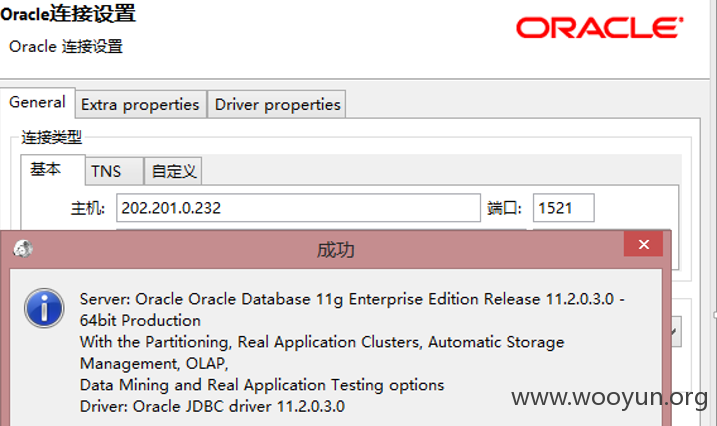 Oracle连接设置
Oracle 连接设置
ORACLE
General
Extra properties
Driver properties
连接类型
基本
TNS
自定义
主机: 202.201.0.232 端口: 1521
成功
Server: Oracle Oracle Database 11g Enterprise Edition Release 11.2.0.3.0 -
64bit Production
With the Partitioning, Real Application Clusters, Automatic Storage
Management, OLAP,
Data Mining and Real Application Testing options
Driver: Oracle JDBC driver 11.2.0.3.0
www.wooyun.org